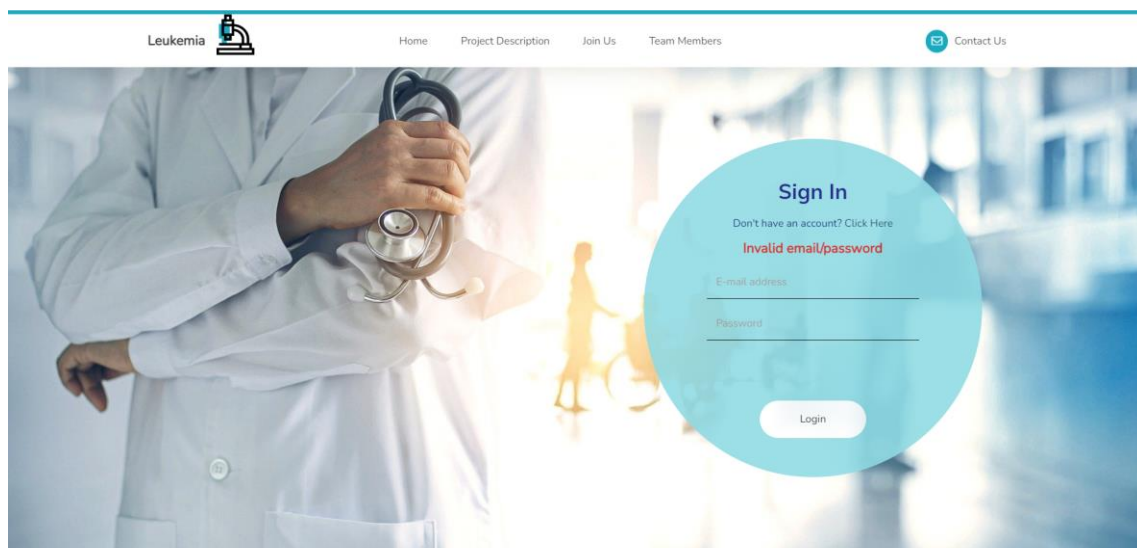 Leukemia
Home Project Description Join Us Team Members
Contact Us
Sign In
Don't have an account? Click Here
Invalid email/password
E-mail address
Password
Login